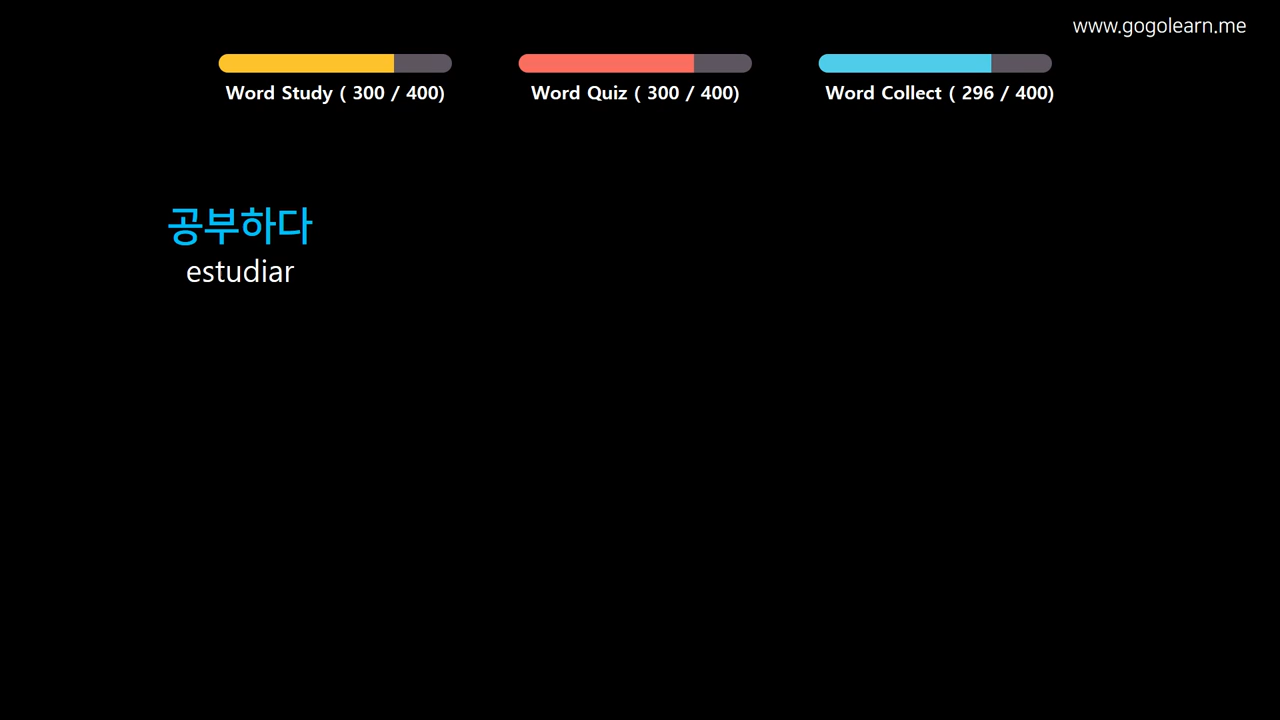 www.gogolearn.me
Word Study ( 300 / 400)
Word Quiz ( 300 / 400)
Word Collect ( 296 / 400)
공부하다
estudiar